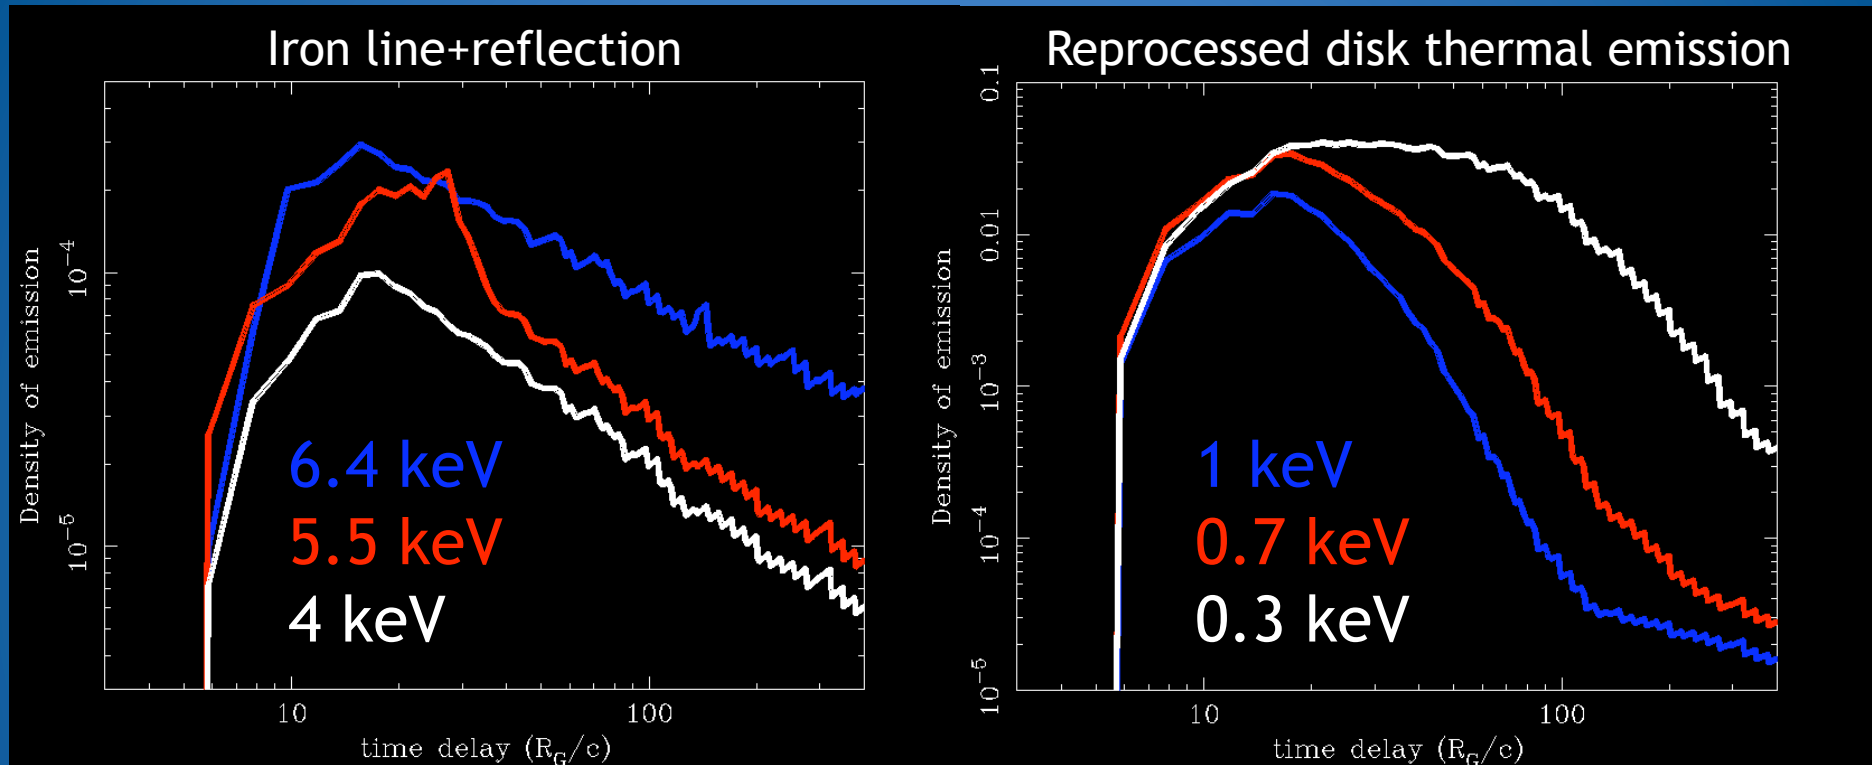 Iron line+reflection
Density of emission
10⁻⁴
10⁻⁵
6.4 keV
5.5 keV
4 keV
10
100
time delay (R_G/c)
Reprocessed disk thermal emission
Density of emission
0.1
0.01
10⁻³
10⁻⁴
10⁻⁵
1 keV
0.7 keV
0.3 keV
10
100
time delay (R_G/c)